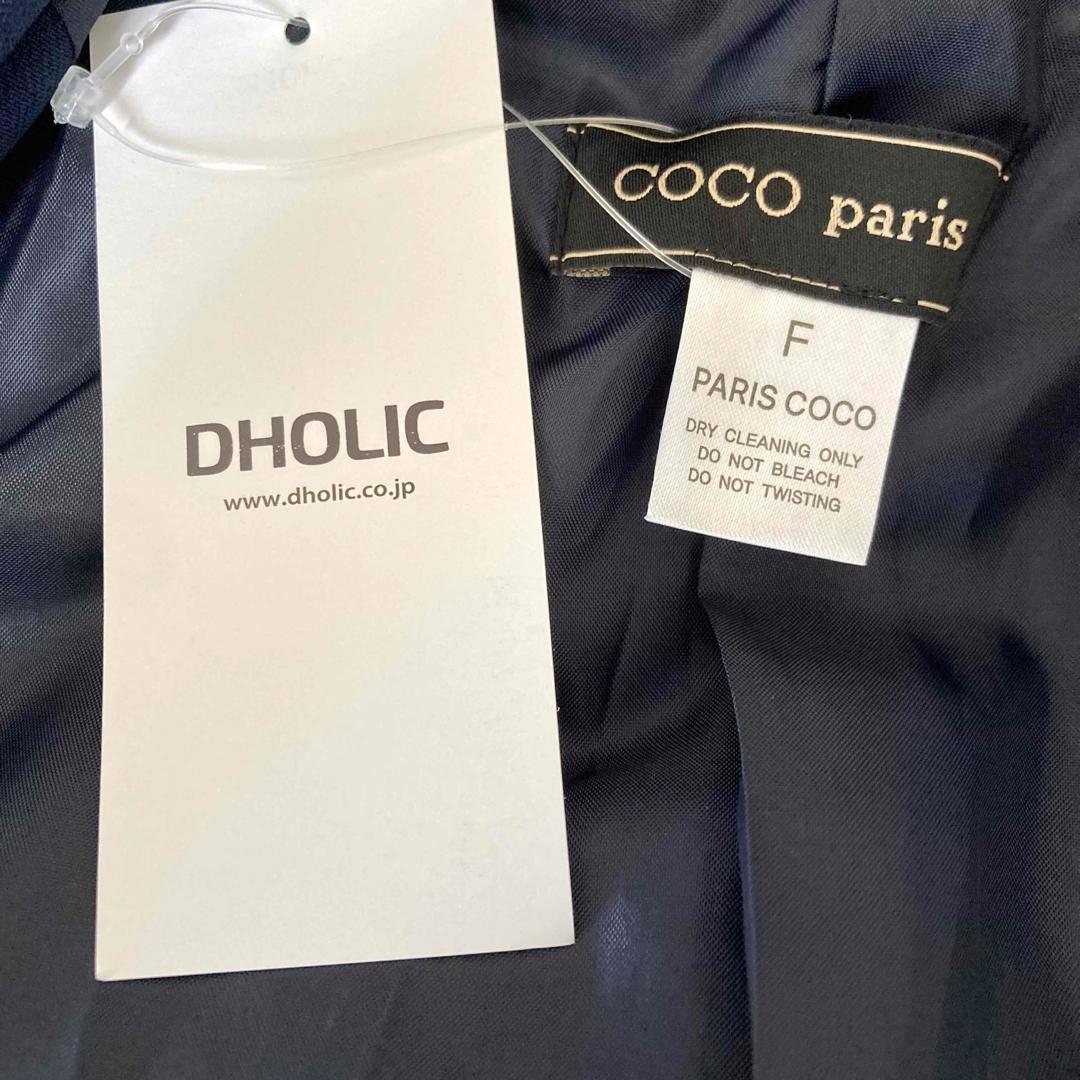 DHOLIC
www.dholic.co.jp
COCO paris
F
PARIS COCO
DRY CLEANING ONLY
DO NOT BLEACH
DO NOT TWISTING